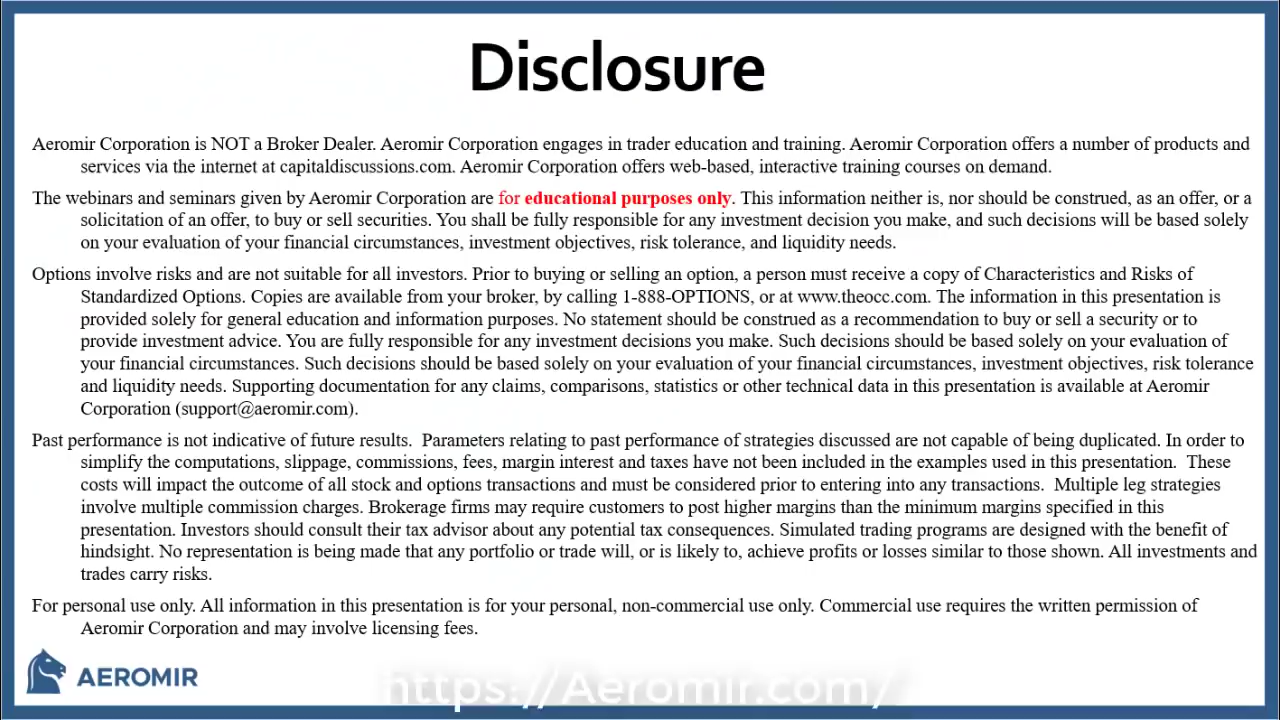 Disclosure
Aeromir Corporation is NOT a Broker Dealer. Aeromir Corporation engages in trader education and training. Aeromir Corporation offers a number of products and
services via the internet at capitaldiscussions.com. Aeromir Corporation offers web-based, interactive training courses on demand.
The webinars and seminars given by Aeromir Corporation are for educational purposes only. This information neither is, nor should be construed, as an offer, or a
solicitation of an offer, to buy or sell securities. You shall be fully responsible for any investment decision you make, and such decisions will be based solely
on your evaluation of your financial circumstances, investment objectives, risk tolerance, and liquidity needs.
Options involve risks and are not suitable for all investors. Prior to buying or selling an option, a person must receive a copy of Characteristics and Risks of
Standardized Options. Copies are available from your broker, by calling 1-888-OPTIONS, or at www.theocc.com. The information in this presentation is
provided solely for general education and information purposes. No statement should be construed as a recommendation to buy or sell a security or to
provide investment advice. You are fully responsible for any investment decisions you make. Such decisions should be based solely on your evaluation of
your financial circumstances. Such decisions should be based solely on your evaluation of your financial circumstances, investment objectives, risk tolerance
and liquidity needs. Supporting documentation for any claims, comparisons, statistics or other technical data in this presentation is available at Aeromir
Corporation (support@aeromir.com).
Past performance is not indicative of future results.  Parameters relating to past performance of strategies discussed are not capable of being duplicated. In order to
simplify the computations, slippage, commissions, fees, margin interest and taxes have not been included in the examples used in this presentation.  These
costs will impact the outcome of all stock and options transactions and must be considered prior to entering into any transactions.  Multiple leg strategies
involve multiple commission charges. Brokerage firms may require customers to post higher margins than the minimum margins specified in this
presentation. Investors should consult their tax advisor about any potential tax consequences. Simulated trading programs are designed with the benefit of
hindsight. No representation is being made that any portfolio or trade will, or is likely to, achieve profits or losses similar to those shown. All investments and
trades carry risks.
For personal use only. All information in this presentation is for your personal, non-commercial use only. Commercial use requires the written permission of
Aeromir Corporation and may involve licensing fees.
AEROMIR
https://Aeromir.com/